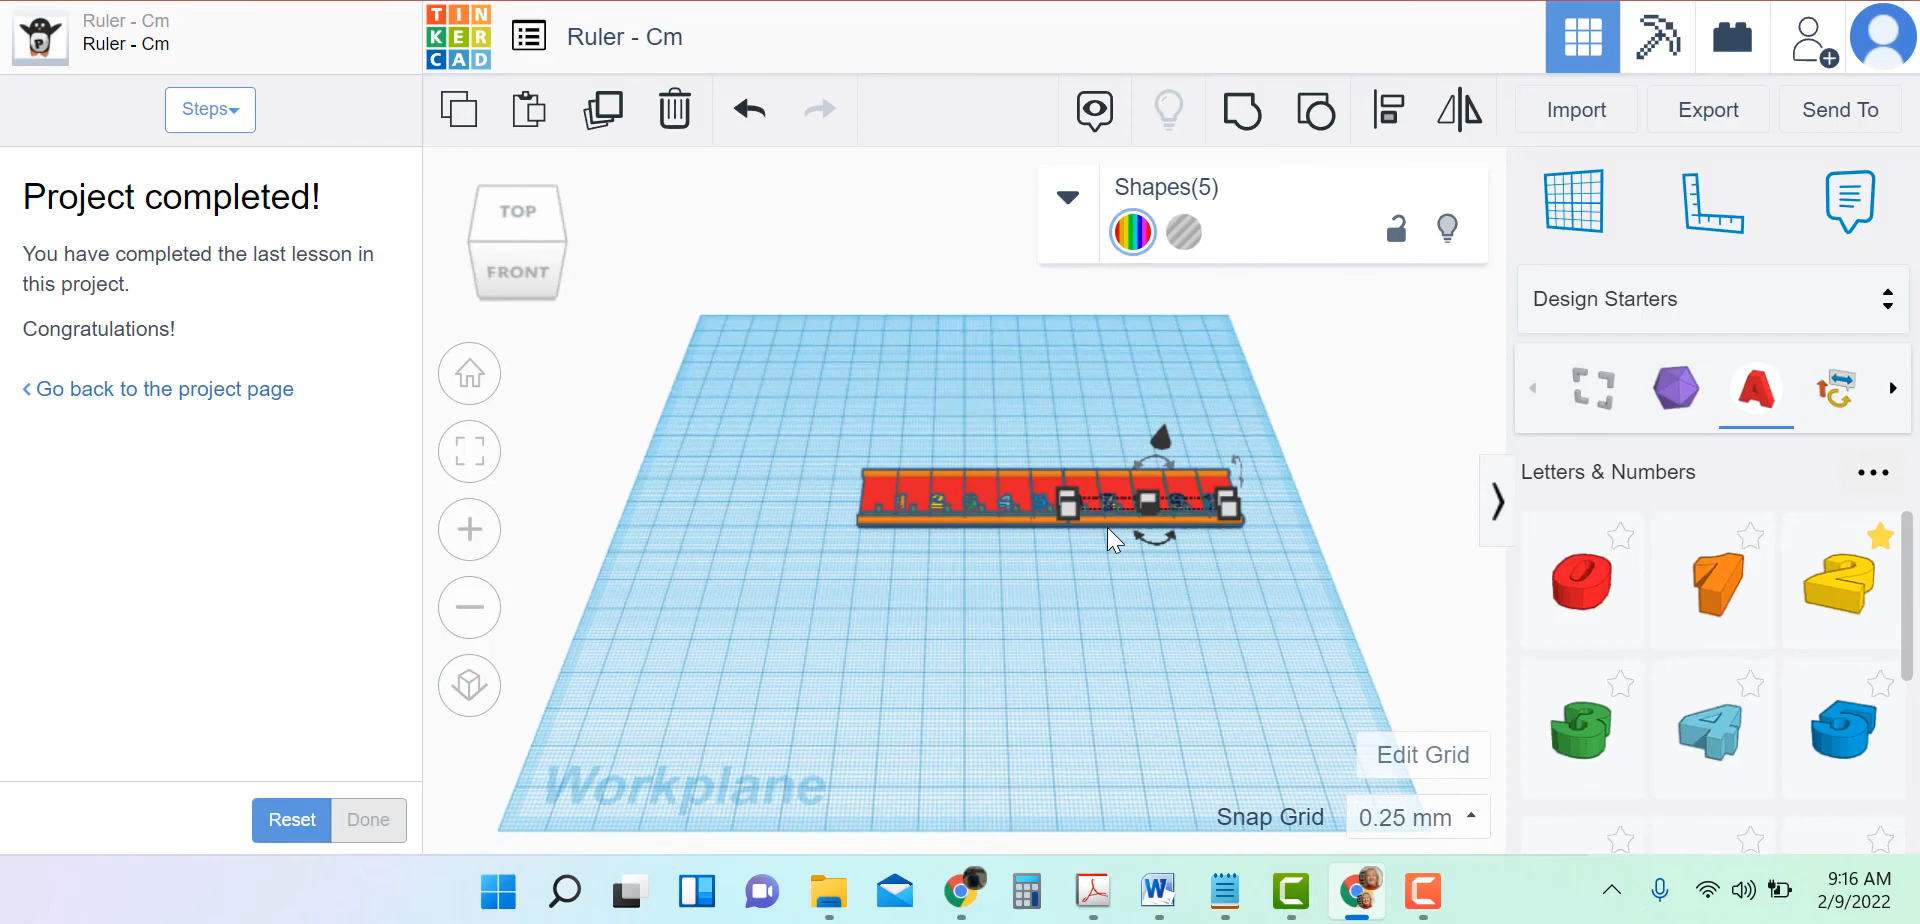 Ruler - Cm
Ruler - Cm
TIN
KER
CAD
Ruler - Cm
Steps
Import
Export
Send To
Project completed!
You have completed the last lesson in
this project.
Congratulations!
Go back to the project page
TOP
FRONT
Shapes(5)
Design Starters
Letters & Numbers
Workplane
Edit Grid
Snap Grid
0.25 mm
Reset
Done
9:16 AM
2/9/2022